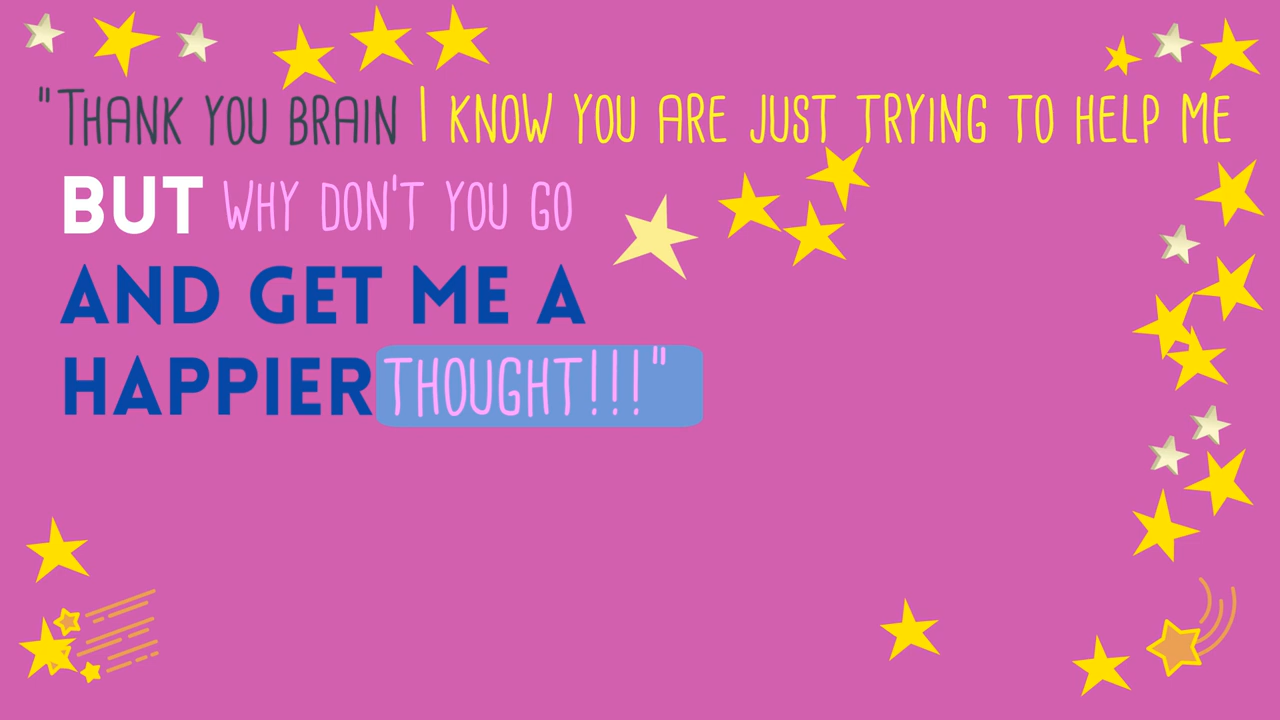 "Thank you brain I know you are just trying to help me
BUT why don't you go
AND GET ME A
HAPPIER thought!!!"